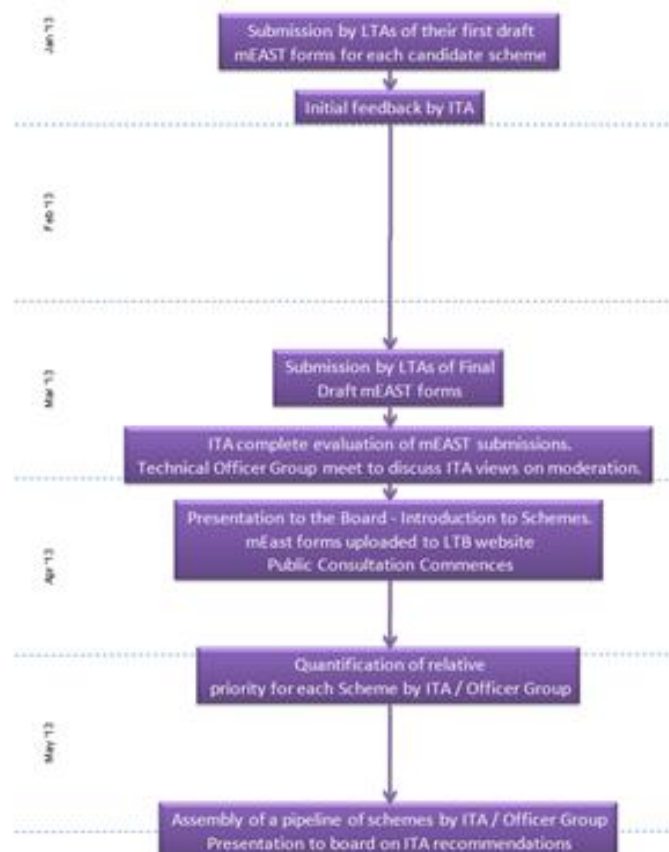 Jan '13
Submission by LTAs of their first draft
mEAST forms for each candidate scheme
Initial feedback by ITA
Feb '13
Mar '13
Submission by LTAs of Final
Draft mEAST forms
ITA complete evaluation of mEAST submissions.
Technical Officer Group meet to discuss ITA views on moderation.
Apr '13
Presentation to the Board - Introduction to Schemes.
mEast forms uploaded to LTB website
Public Consultation Commences
Quantification of relative
priority for each Scheme by ITA / Officer Group
May '13
Assembly of a pipeline of schemes by ITA / Officer Group
Presentation to board on ITA recommendations